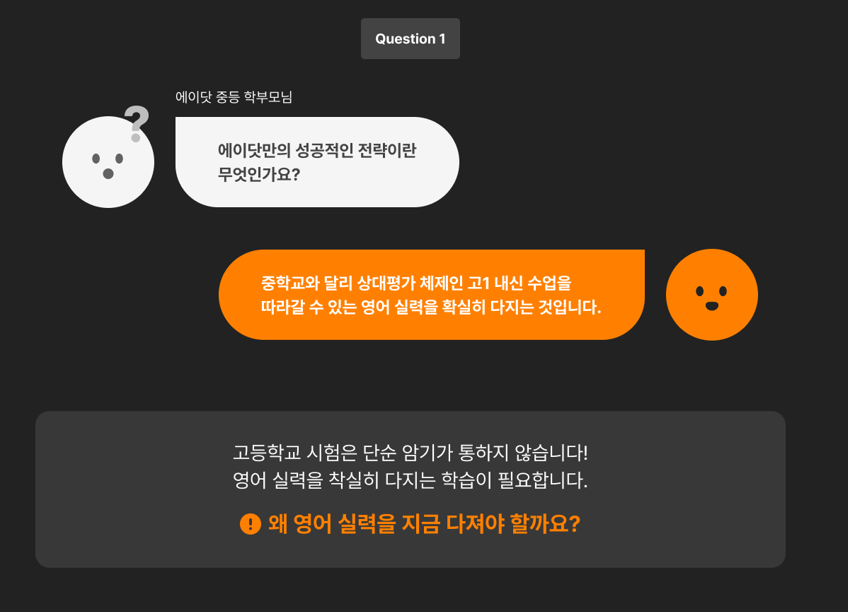 Question 1
에이닷 중등 학부모님
?
에이닷만의 성공적인 전략이란
무엇인가요?
중학교와 달리 상대평가 체제인 고1 내신 수업을
따라갈 수 있는 영어 실력을 확실히 다지는 것입니다.
고등학교 시험은 단순 암기가 통하지 않습니다!
영어 실력을 착실히 다지는 학습이 필요합니다.
! 왜 영어 실력을 지금 다져야 할까요?